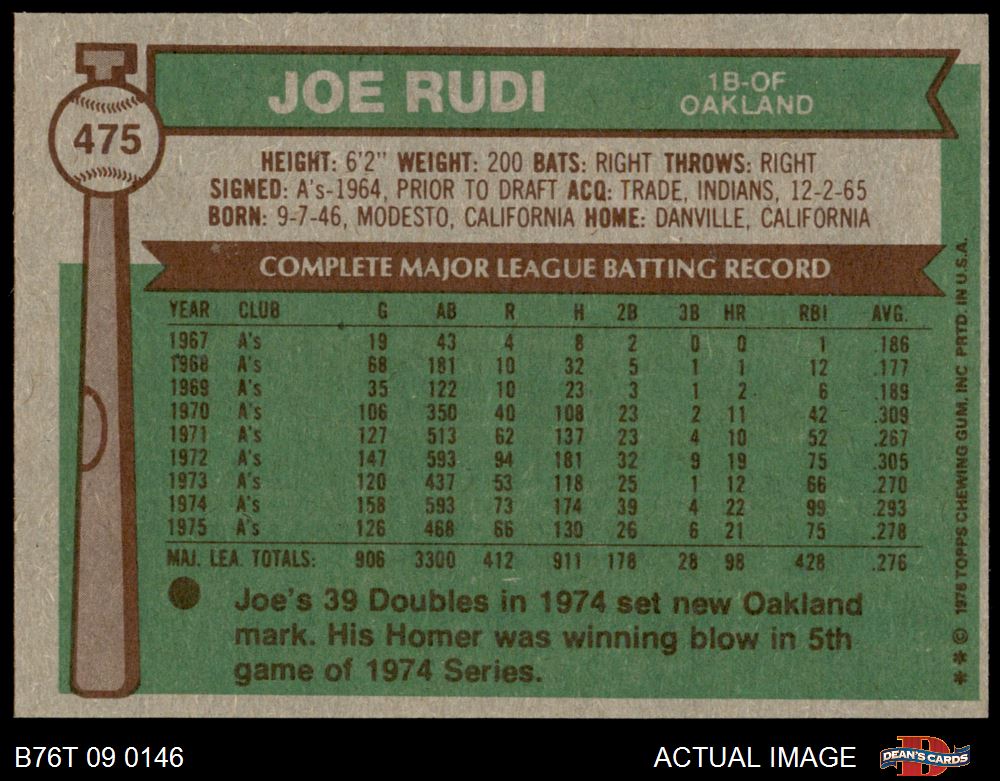 JOE RUDI
1B-OF
OAKLAND
475
HEIGHT: 6'2" WEIGHT: 200 BATS: RIGHT THROWS: RIGHT
SIGNED: A's-1964, PRIOR TO DRAFT ACQ: TRADE, INDIANS, 12-2-65
BORN: 9-7-46, MODESTO, CALIFORNIA HOME: DANVILLE, CALIFORNIA
COMPLETE MAJOR LEAGUE BATTING RECORD
YEAR CLUB G AB R H 2B 3B HR RBI AVG.
1967 A's 19 43 4 8 2 0 0 1 .186
1968 A's 68 181 10 32 5 1 1 12 .177
1969 A's 35 122 10 23 3 1 2 6 .189
1970 A's 106 350 40 108 23 2 11 42 .309
1971 A's 127 513 62 137 23 4 10 52 .267
1972 A's 147 593 94 181 32 9 19 75 .305
1973 A's 120 437 53 118 25 1 12 66 .270
1974 A's 158 593 73 174 39 4 22 99 .293
1975 A's 126 468 66 130 26 6 21 75 .278
MAJ. LEA. TOTALS: 906 3300 412 911 178 28 98 428 .276
Joe's 39 Doubles in 1974 set new Oakland
mark. His Homer was winning blow in 5th
game of 1974 Series.
** © 1976 TOPPS CHEWING GUM, INC PRTD. IN U.S.A.
B76T 09 0146
ACTUAL IMAGE
DEAN'S CARDS